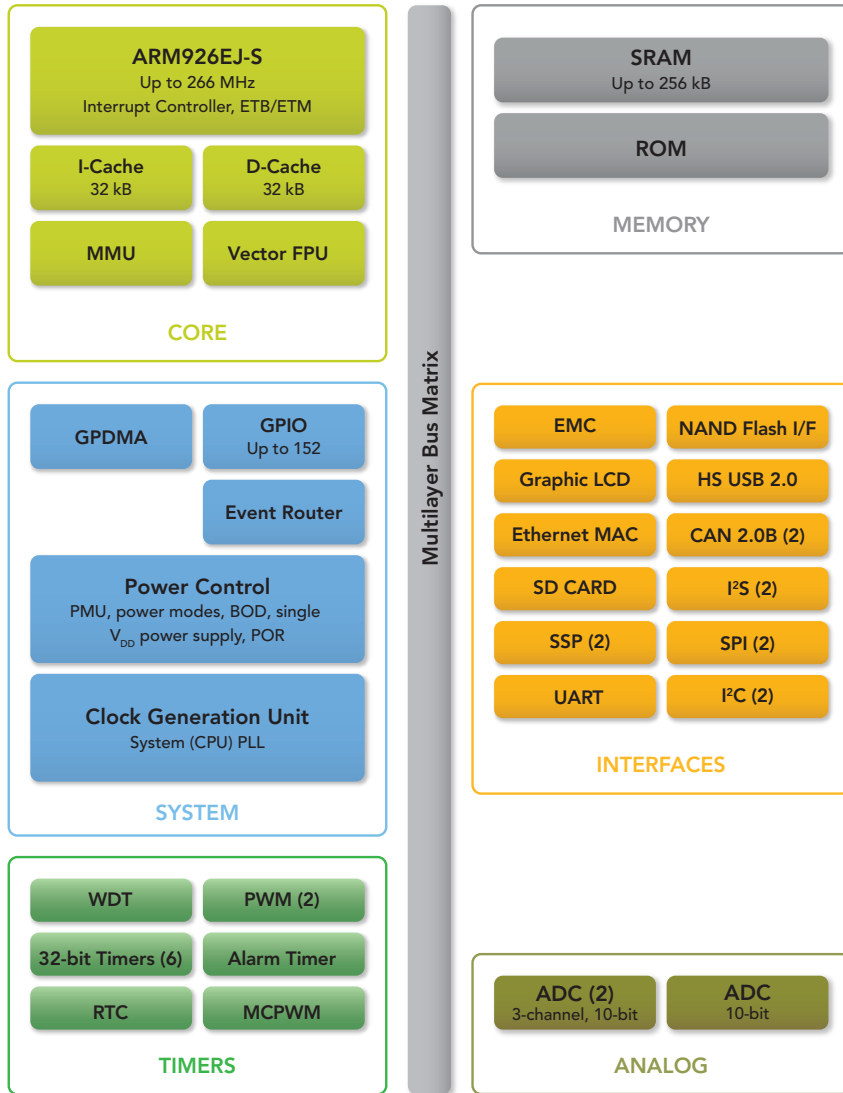 ARM926EJ-S
Up to 266 MHz
Interrupt Controller, ETB/ETM
I-Cache
32 kB
D-Cache
32 kB
MMU
Vector FPU
CORE
GPDMA
GPIO
Up to 152
Event Router
Power Control
PMU, power modes, BOD, single
VDD power supply, POR
Clock Generation Unit
System (CPU) PLL
SYSTEM
WDT
PWM (2)
32-bit Timers (6)
Alarm Timer
RTC
MCPWM
TIMERS
Multilayer Bus Matrix
SRAM
Up to 256 kB
ROM
MEMORY
EMC
NAND Flash I/F
Graphic LCD
HS USB 2.0
Ethernet MAC
CAN 2.0B (2)
SD CARD
I²S (2)
SSP (2)
SPI (2)
UART
I²C (2)
INTERFACES
ADC (2)
3-channel, 10-bit
ADC
10-bit
ANALOG